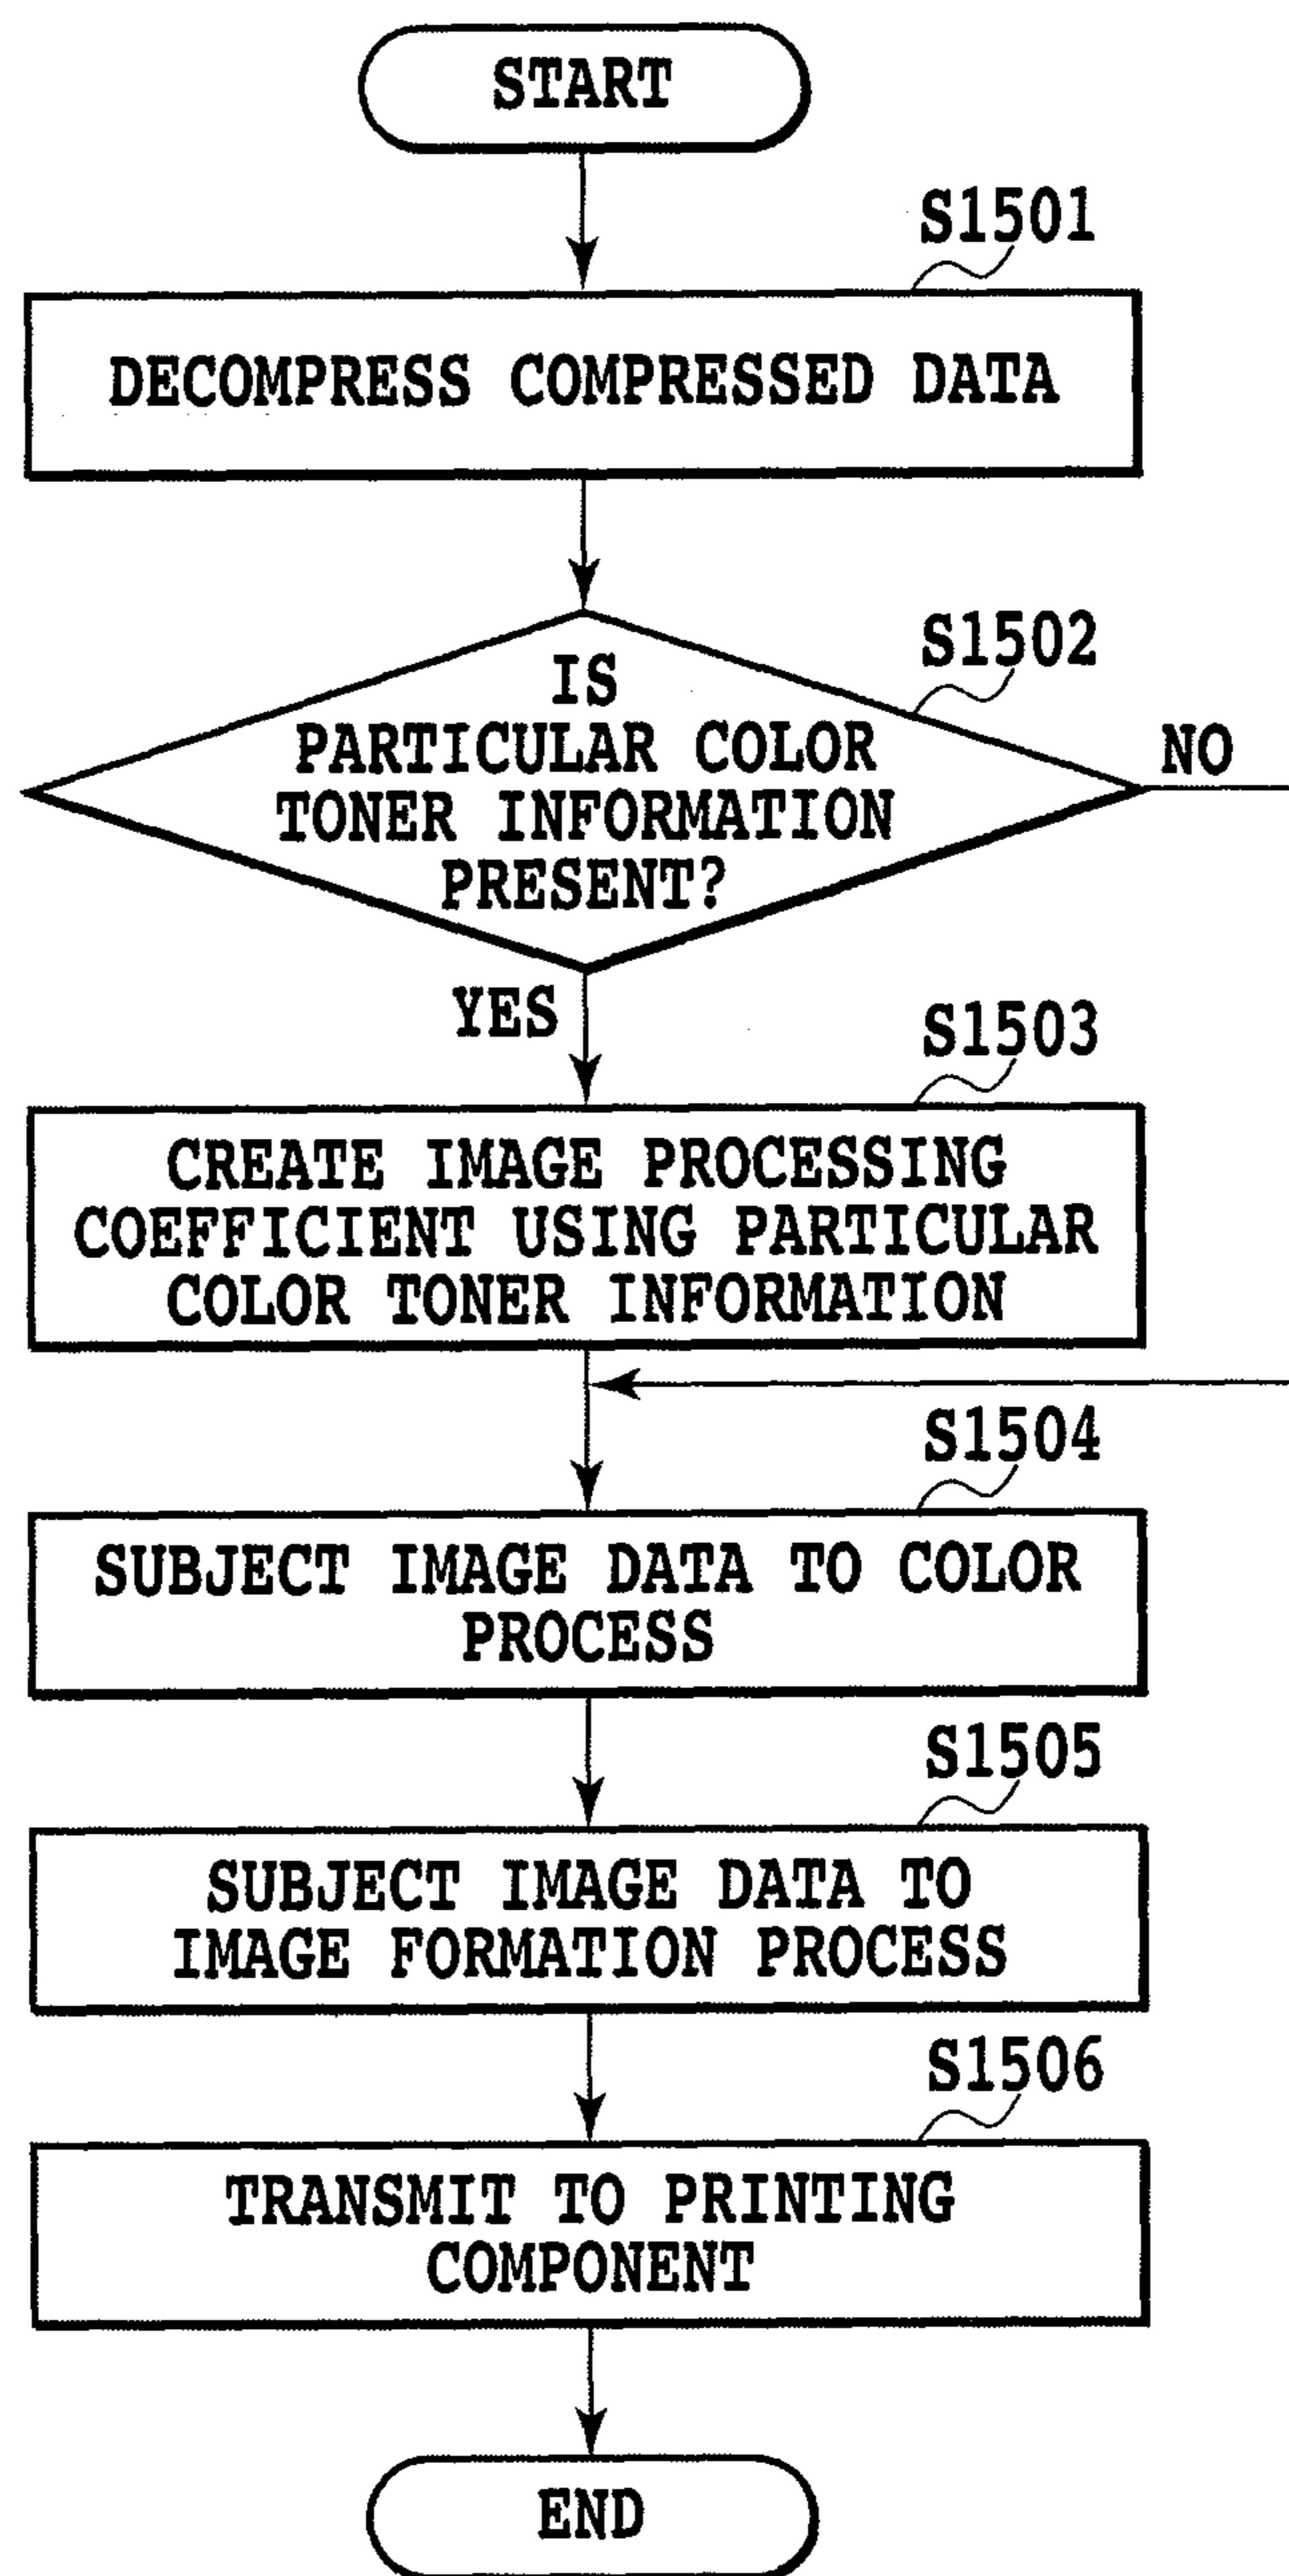 START
S1501
DECOMPRESS COMPRESSED DATA
S1502
IS
PARTICULAR COLOR
TONER INFORMATION
PRESENT?
NO
YES
S1503
CREATE IMAGE PROCESSING
COEFFICIENT USING PARTICULAR
COLOR TONER INFORMATION
S1504
SUBJECT IMAGE DATA TO COLOR
PROCESS
S1505
SUBJECT IMAGE DATA TO
IMAGE FORMATION PROCESS
S1506
TRANSMIT TO PRINTING
COMPONENT
END